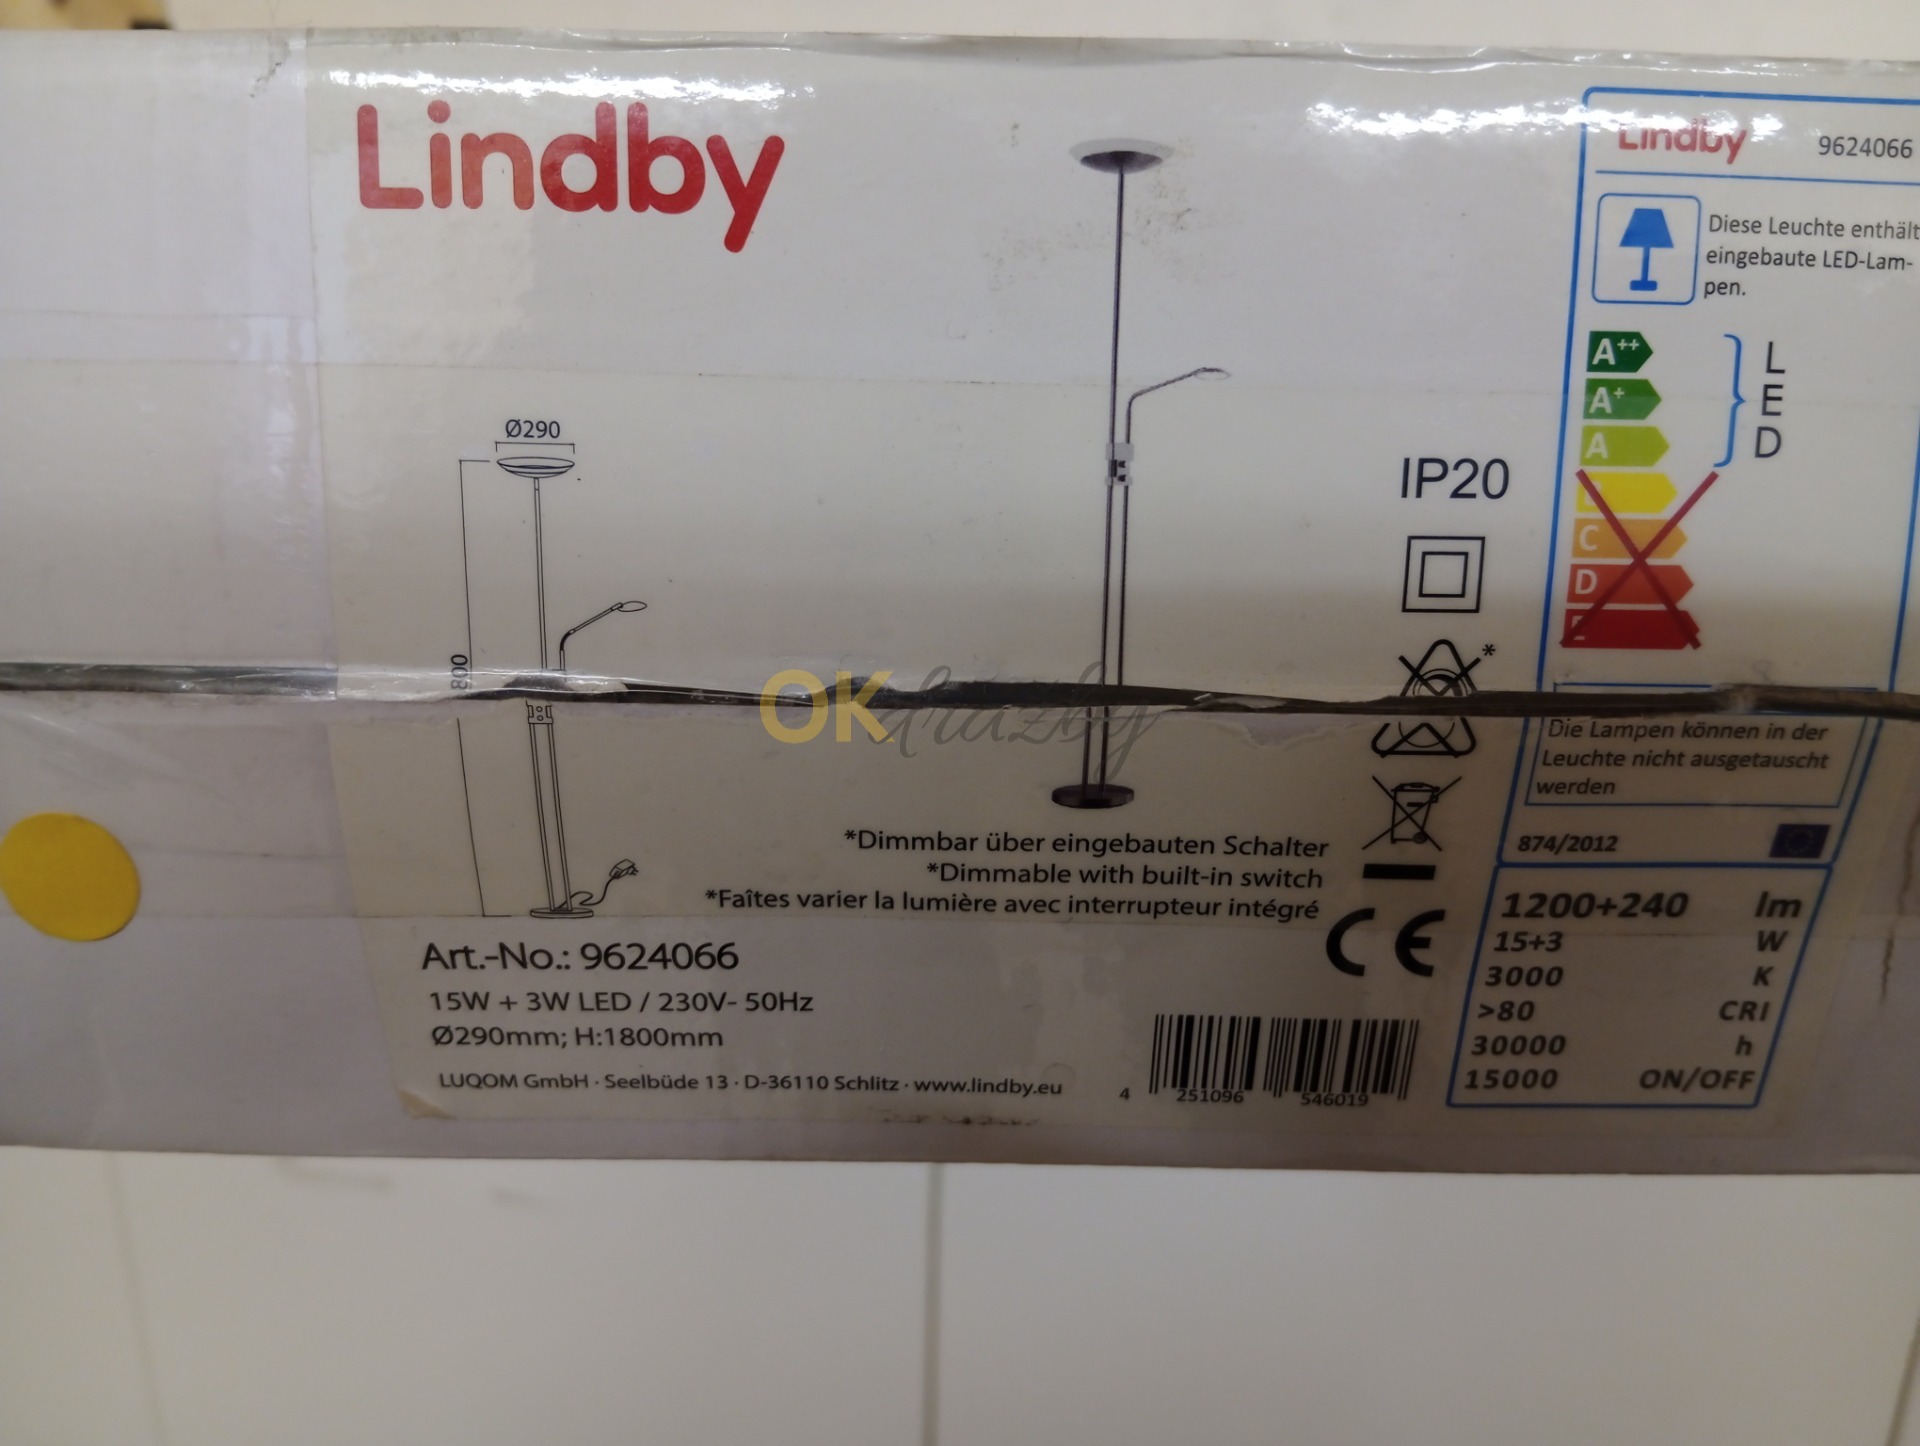 Lindby
Ø290
800
IP20
*
OKdražby
*Dimmbar über eingebauten Schalter
*Dimmable with built-in switch
*Faîtes varier la lumière avec interrupteur intégré
CE
Art.-No.: 9624066
15W + 3W LED / 230V- 50Hz
Ø290mm; H:1800mm
LUQOM GmbH · Seelbüde 13 · D-36110 Schlitz · www.lindby.eu
4 251096 546019
Lindby 9624066
Diese Leuchte enthält
eingebaute LED-Lam-
pen.
A++
A+
A
LED
C
D
Die Lampen können in der
Leuchte nicht ausgetauscht
werden
874/2012
1200+240 lm
15+3 W
3000 K
>80 CRI
30000 h
15000 ON/OFF